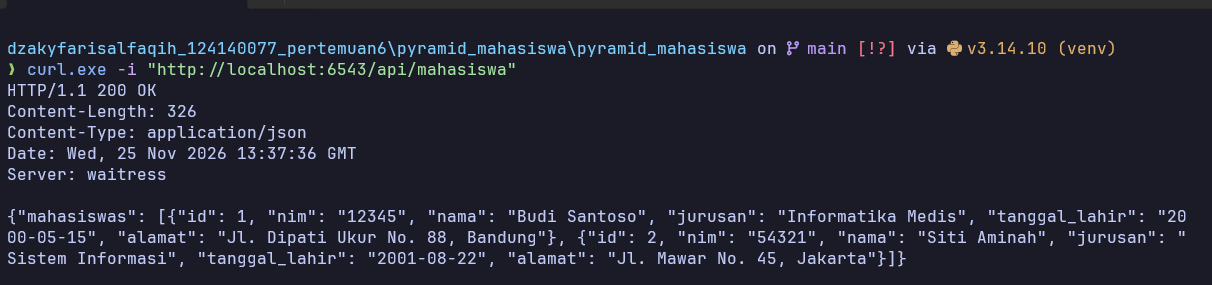 dzakyfarisalfaqih_124140077_pertemuan6\pyramid_mahasiswa\pyramid_mahasiswa on main [!?] via v3.14.10 (venv)
❯ curl.exe -i "http://localhost:6543/api/mahasiswa"
HTTP/1.1 200 OK
Content-Length: 326
Content-Type: application/json
Date: Wed, 25 Nov 2026 13:37:36 GMT
Server: waitress
{"mahasiswas": [{"id": 1, "nim": "12345", "nama": "Budi Santoso", "jurusan": "Informatika Medis", "tanggal_lahir": "20
00-05-15", "alamat": "Jl. Dipati Ukur No. 88, Bandung"}, {"id": 2, "nim": "54321", "nama": "Siti Aminah", "jurusan": "
Sistem Informasi", "tanggal_lahir": "2001-08-22", "alamat": "Jl. Mawar No. 45, Jakarta"}]}